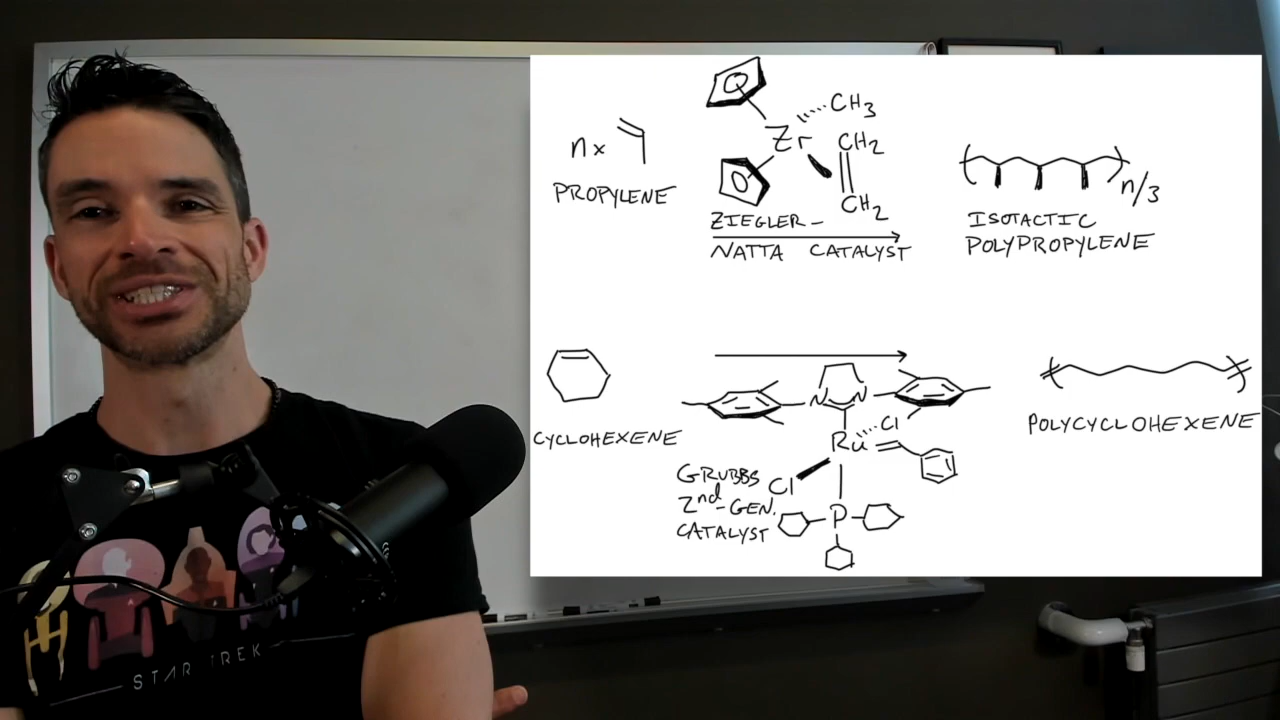 n x
PROPYLENE
Zr
CH3
CH2
CH2
ZIEGLER-
NATTA CATALYST
n/3
ISOTACTIC
POLYPROPYLENE
CYCLOHEXENE
N N
Cl
Ru
Cl
P
GRUBBS
2nd-GEN.
CATALYST
POLYCYCLOHEXENE
STAR TREK